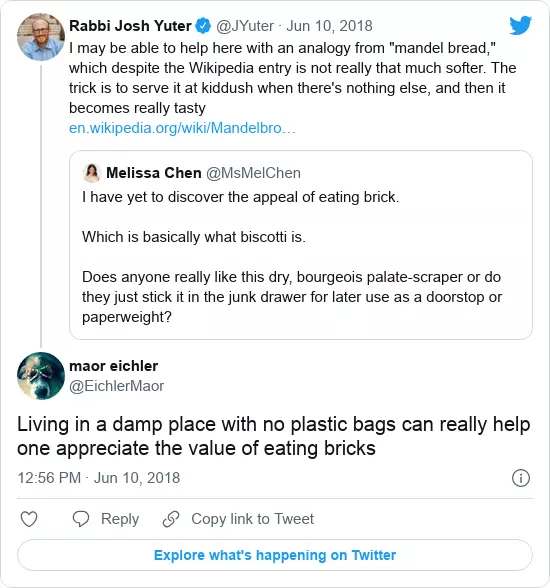 Rabbi Josh Yuter @JYuter · Jun 10, 2018
I may be able to help here with an analogy from "mandel bread,"
which despite the Wikipedia entry is not really that much softer. The
trick is to serve it at kiddush when there's nothing else, and then it
becomes really tasty
en.wikipedia.org/wiki/Mandelbro…
Melissa Chen @MsMelChen
I have yet to discover the appeal of eating brick.
Which is basically what biscotti is.
Does anyone really like this dry, bourgeois palate-scraper or do
they just stick it in the junk drawer for later use as a doorstop or
paperweight?
maor eichler
@EichlerMaor
Living in a damp place with no plastic bags can really help
one appreciate the value of eating bricks
12:56 PM · Jun 10, 2018
Reply
Copy link to Tweet
Explore what's happening on Twitter